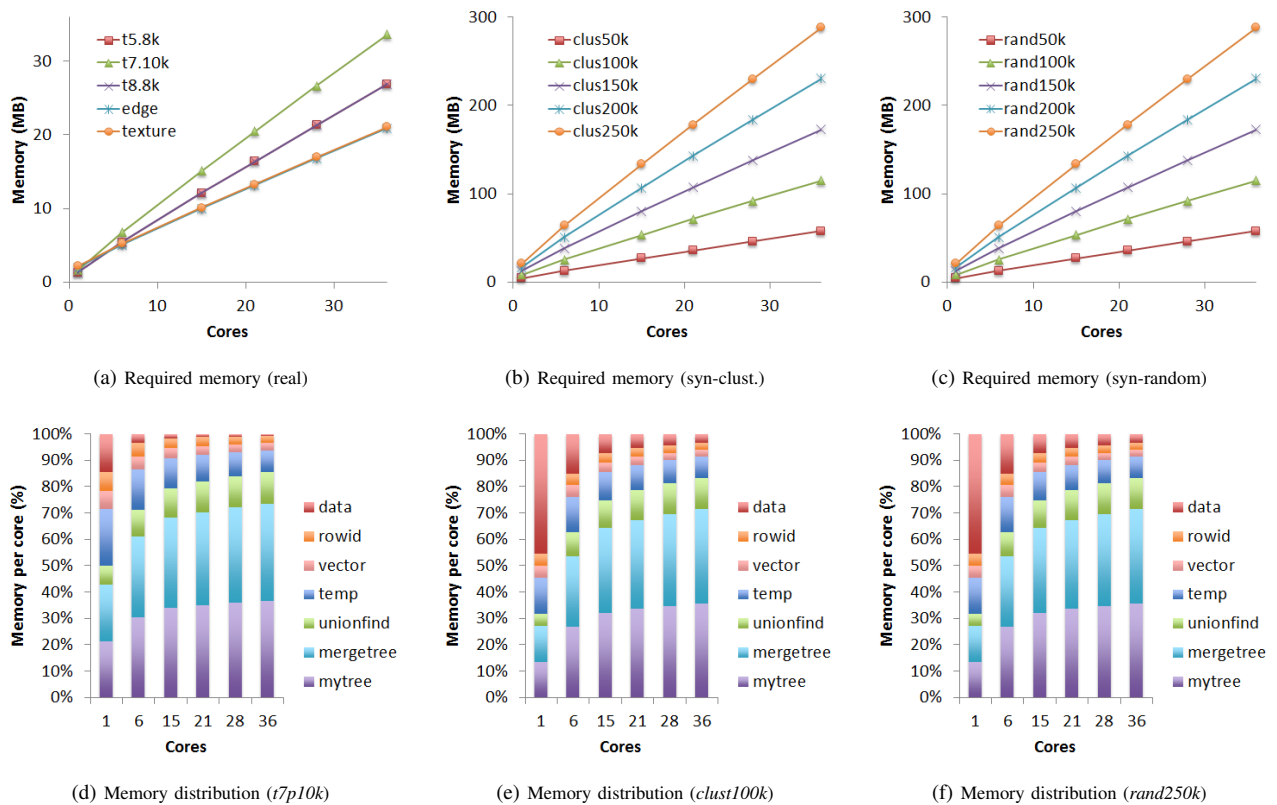 Memory (MB)
30
20
10
0
t5.8k
t7.10k
t8.8k
edge
texture
0 10 20 30
Cores
(a) Required memory (real)
Memory (MB)
300
200
100
0
clus50k
clus100k
clus150k
clus200k
clus250k
0 10 20 30
Cores
(b) Required memory (syn-clust.)
Memory (MB)
300
200
100
0
rand50k
rand100k
rand150k
rand200k
rand250k
0 10 20 30
Cores
(c) Required memory (syn-random)
Memory per core (%)
100%
90%
80%
70%
60%
50%
40%
30%
20%
10%
0%
data
rowid
vector
temp
unionfind
mergetree
mytree
1 6 15 21 28 36
Cores
(d) Memory distribution (t7p10k)
Memory per core (%)
100%
90%
80%
70%
60%
50%
40%
30%
20%
10%
0%
data
rowid
vector
temp
unionfind
mergetree
mytree
1 6 15 21 28 36
Cores
(e) Memory distribution (clust100k)
Memory per core (%)
100%
90%
80%
70%
60%
50%
40%
30%
20%
10%
0%
data
rowid
vector
temp
unionfind
mergetree
mytree
1 6 15 21 28 36
Cores
(f) Memory distribution (rand250k)